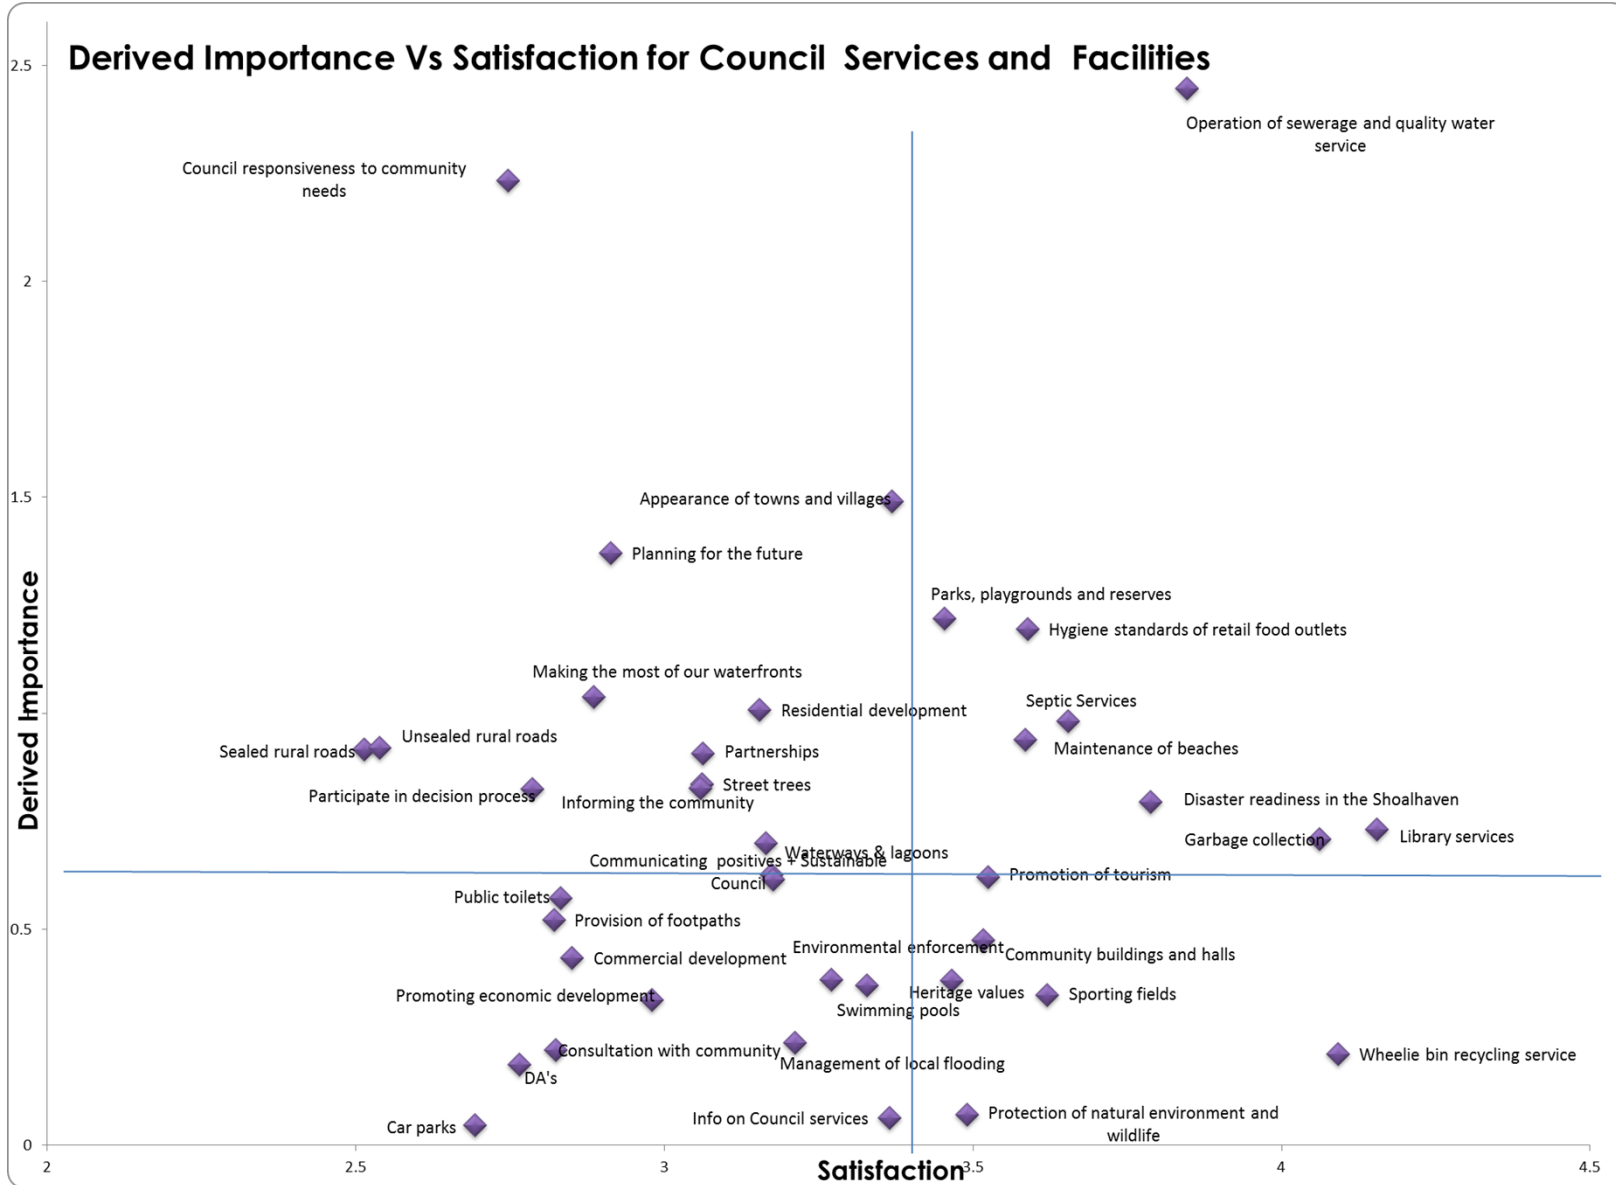 Derived Importance Vs Satisfaction for Council Services and Facilities
2.5
Operation of sewerage and quality water
service
Council responsiveness to community
needs
2
1.5
Appearance of towns and villages
Planning for the future
Parks, playgrounds and reserves
Hygiene standards of retail food outlets
Making the most of our waterfronts
Septic Services
Residential development
Unsealed rural roads
Sealed rural roads
Partnerships
Maintenance of beaches
Street trees
Participate in decision process
Informing the community
Disaster readiness in the Shoalhaven
Garbage collection
Library services
Waterways & lagoons
Communicating positives + Sustainable
Council
Promotion of tourism
Public toilets
Provision of footpaths
0.5
Environmental enforcement
Community buildings and halls
Commercial development
Promoting economic development
Heritage values
Sporting fields
Swimming pools
Consultation with community
Management of local flooding
Wheelie bin recycling service
DA's
Info on Council services
Protection of natural environment and
wildlife
Car parks
0
Derived Importance
2
2.5
3
3.5
4
4.5
Satisfaction